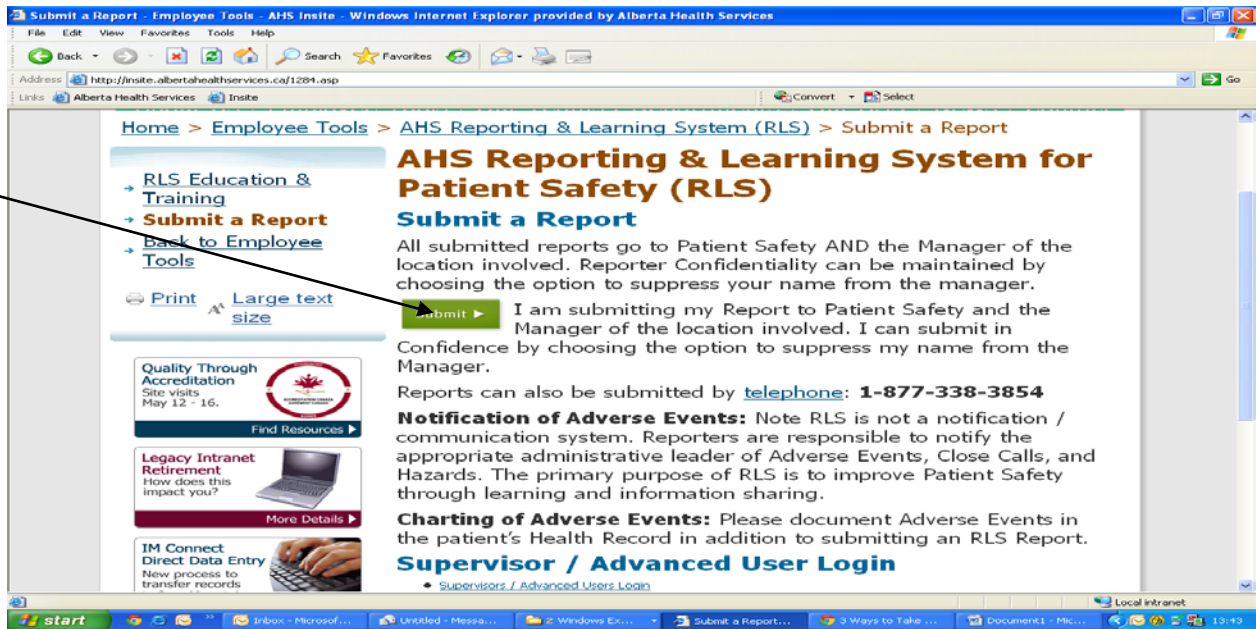 Submit a Report - Employee Tools - AHS Insite - Windows Internet Explorer provided by Alberta Health Services
File Edit View Favorites Tools Help
Back Search Favorites
Address http://insite.albertahealthservices.ca/1284.asp Go
Links Alberta Health Services Insite Convert Select
Home > Employee Tools > AHS Reporting & Learning System (RLS) > Submit a Report
RLS Education &
Training
Submit a Report
Back to Employee
Tools
Print Large text
size
Quality Through
Accreditation
Site visits
May 12 - 16.
Find Resources
Legacy Intranet
Retirement
How does this
impact you?
More Details
IM Connect
Direct Data Entry
New process to
transfer records
AHS Reporting & Learning System for
Patient Safety (RLS)
Submit a Report
All submitted reports go to Patient Safety AND the Manager of the
location involved. Reporter Confidentiality can be maintained by
choosing the option to suppress your name from the manager.
Submit I am submitting my Report to Patient Safety and the
Manager of the location involved. I can submit in
Confidence by choosing the option to suppress my name from the
Manager.
Reports can also be submitted by telephone: 1-877-338-3854
Notification of Adverse Events: Note RLS is not a notification /
communication system. Reporters are responsible to notify the
appropriate administrative leader of Adverse Events, Close Calls, and
Hazards. The primary purpose of RLS is to improve Patient Safety
through learning and information sharing.
Charting of Adverse Events: Please document Adverse Events in
the patient's Health Record in addition to submitting an RLS Report.
Supervisor / Advanced User Login
Supervisors / Advanced Users Login
Local intranet
start Inbox - Microsof... Untitled - Messa... 2 Windows Ex... Submit a Report... 3 Ways to Take ... Document1 - Mic... 13:43